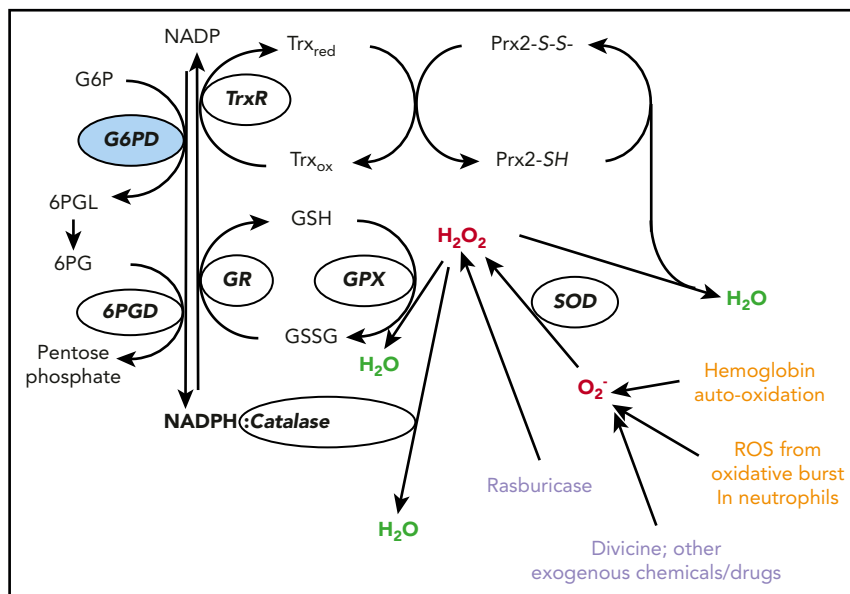 NADP
Trx_red
Prx2-S-S-
G6P
TrxR
G6PD
Trx_ox
Prx2-SH
6PGL
GSH
H₂O₂
6PG
GR
GPX
SOD
H₂O
6PGD
GSSG
Pentose
phosphate
H₂O
O₂⁻
Hemoglobin
auto-oxidation
NADPH:Catalase
ROS from
oxidative burst
In neutrophils
Rasburicase
H₂O
Divicine; other
exogenous chemicals/drugs